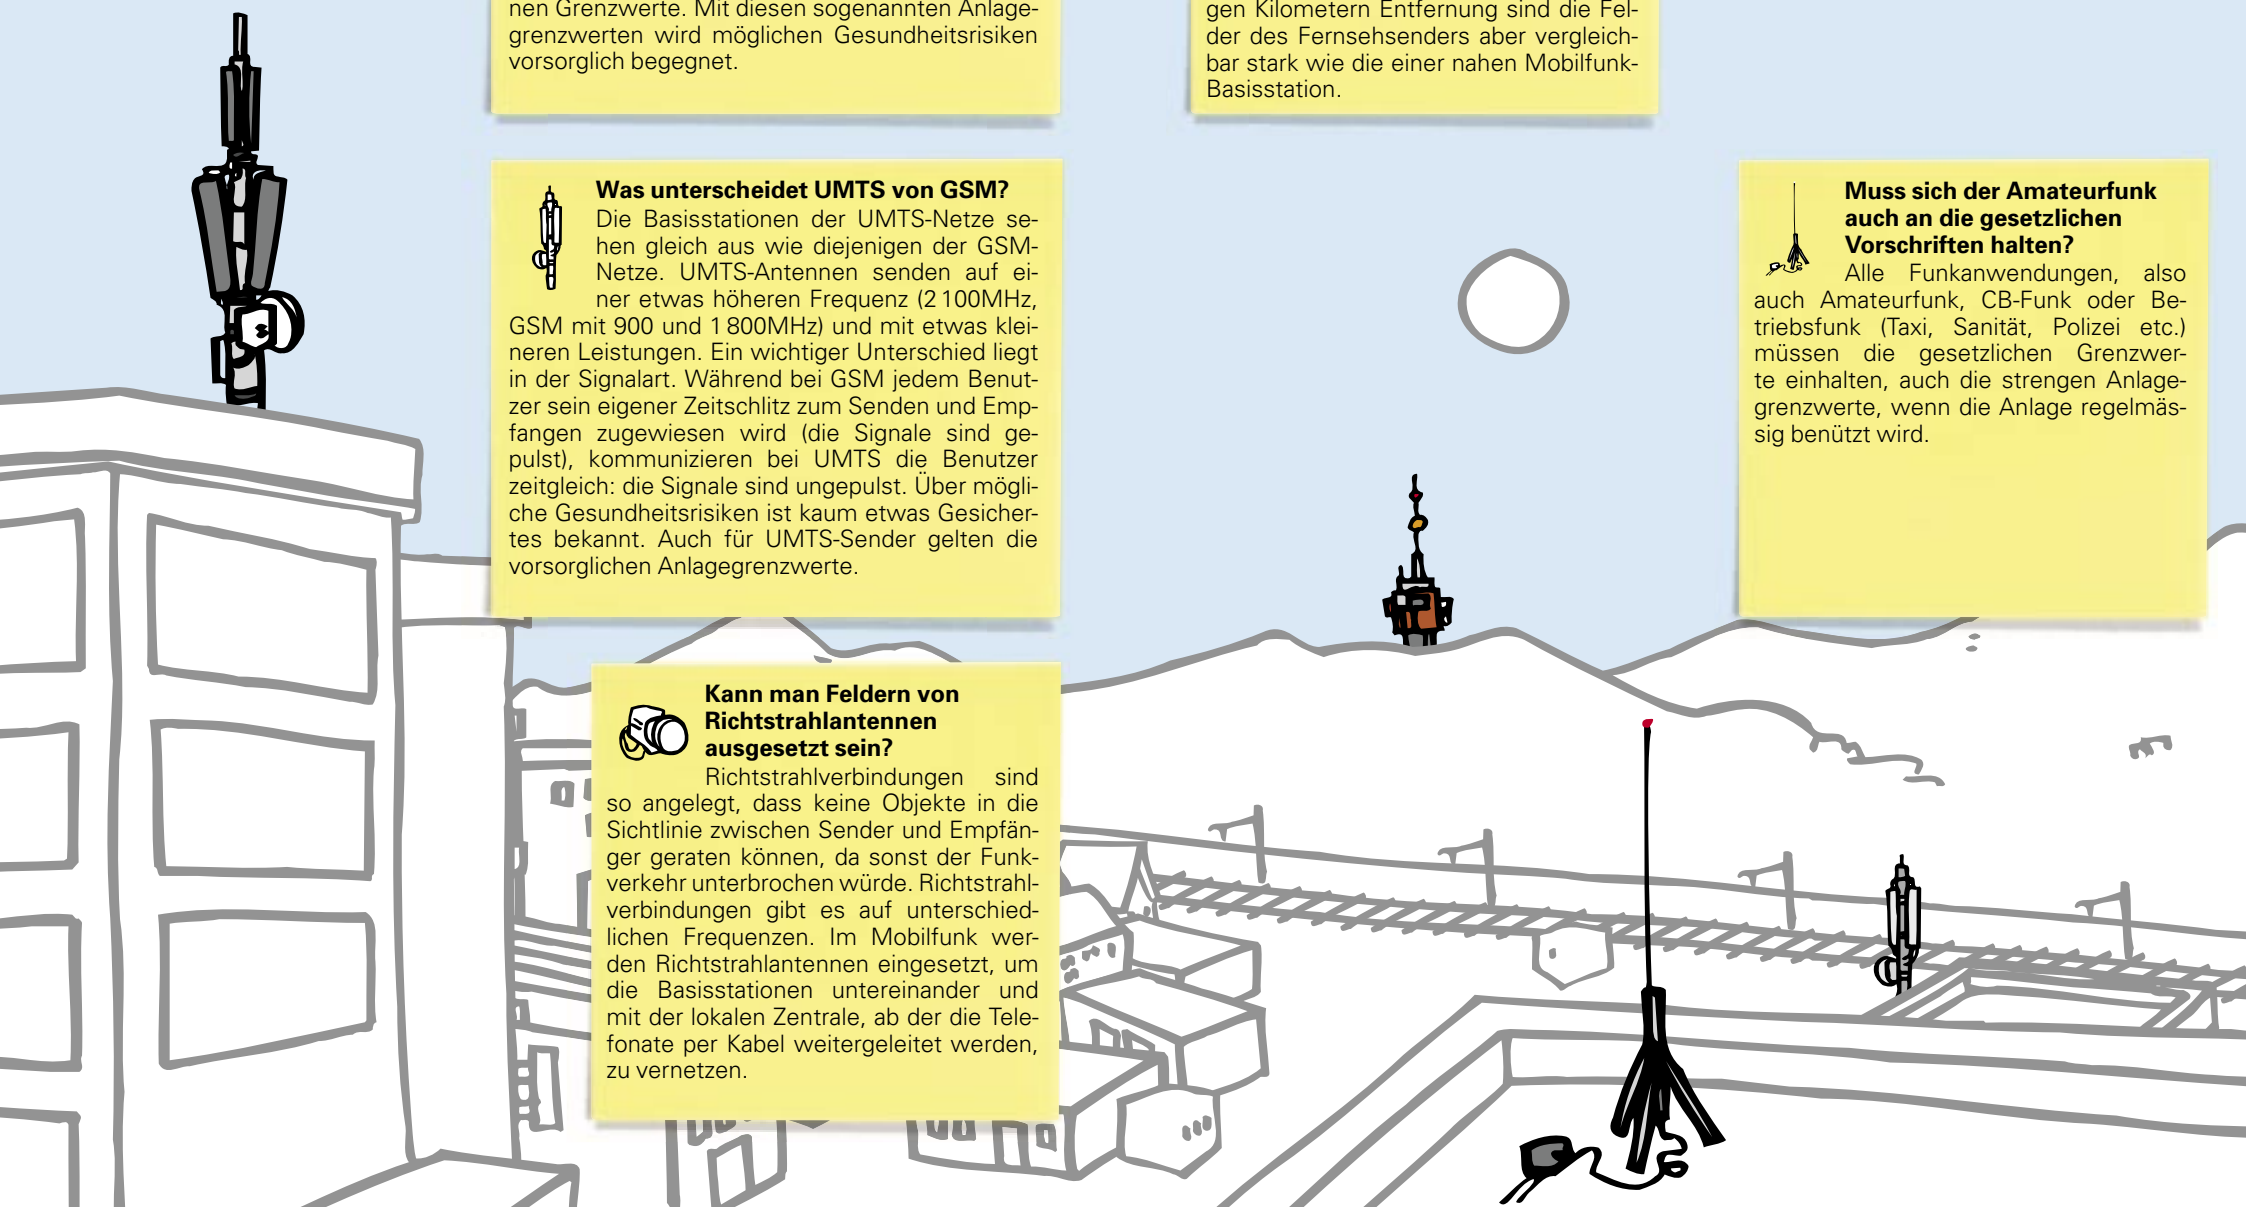 nen Grenzwerte. Mit diesen sogenannten Anlage-
grenzwerten wird möglichen Gesundheitsrisiken
vorsorglich begegnet.
gen Kilometern Entfernung sind die Fel-
der des Fernsehsenders aber vergleich-
bar stark wie die einer nahen Mobilfunk-
Basisstation.
Was unterscheidet UMTS von GSM?
Die Basisstationen der UMTS-Netze se-
hen gleich aus wie diejenigen der GSM-
Netze. UMTS-Antennen senden auf ei-
ner etwas höheren Frequenz (2 100MHz,
GSM mit 900 und 1 800MHz) und mit etwas klei-
neren Leistungen. Ein wichtiger Unterschied liegt
in der Signalart. Während bei GSM jedem Benut-
zer sein eigener Zeitschlitz zum Senden und Emp-
fangen zugewiesen wird (die Signale sind ge-
pulst), kommunizieren bei UMTS die Benutzer
zeitgleich: die Signale sind ungepulst. Über mögli-
che Gesundheitsrisiken ist kaum etwas Gesicher-
tes bekannt. Auch für UMTS-Sender gelten die
vorsorglichen Anlagegrenzwerte.
Muss sich der Amateurfunk
auch an die gesetzlichen
Vorschriften halten?
Alle Funkanwendungen, also
auch Amateurfunk, CB-Funk oder Be-
triebsfunk (Taxi, Sanität, Polizei etc.)
müssen die gesetzlichen Grenzwer-
te einhalten, auch die strengen Anlage-
grenzwerte, wenn die Anlage regelmäs-
sig benützt wird.
Kann man Feldern von
Richtstrahlantennen
ausgesetzt sein?
Richtstrahlverbindungen sind
so angelegt, dass keine Objekte in die
Sichtlinie zwischen Sender und Empfän-
ger geraten können, da sonst der Funk-
verkehr unterbrochen würde. Richtstrahl-
verbindungen gibt es auf unterschied-
lichen Frequenzen. Im Mobilfunk wer-
den Richtstrahlantennen eingesetzt, um
die Basisstationen untereinander und
mit der lokalen Zentrale, ab der die Tele-
fonate per Kabel weitergeleitet werden,
zu vernetzen.